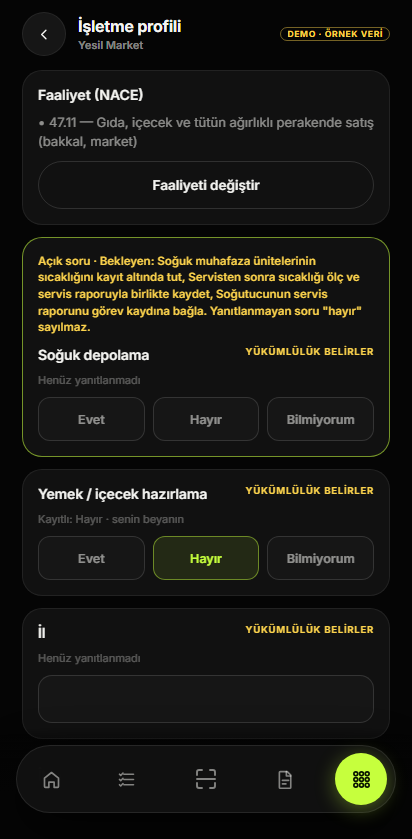 İşletme profili
Yesil Market
DEMO · ÖRNEK VERİ
Faaliyet (NACE)
• 47.11 — Gıda, içecek ve tütün ağırlıklı perakende satış
(bakkal, market)
Faaliyeti değiştir
Açık soru · Bekleyen: Soğuk muhafaza ünitelerinin
sıcaklığını kayıt altında tut, Servisten sonra sıcaklığı ölç ve
servis raporuyla birlikte kaydet, Soğutucunun servis
raporunu görev kaydına bağla. Yanıtlanmayan soru "hayır"
sayılmaz.
Soğuk depolama
YÜKÜMLÜLÜK BELİRLER
Henüz yanıtlanmadı
Evet
Hayır
Bilmiyorum
Yemek / içecek hazırlama
YÜKÜMLÜLÜK BELİRLER
Kayıtlı: Hayır · senin beyanın
Evet
Hayır
Bilmiyorum
İl
YÜKÜMLÜLÜK BELİRLER
Henüz yanıtlanmadı